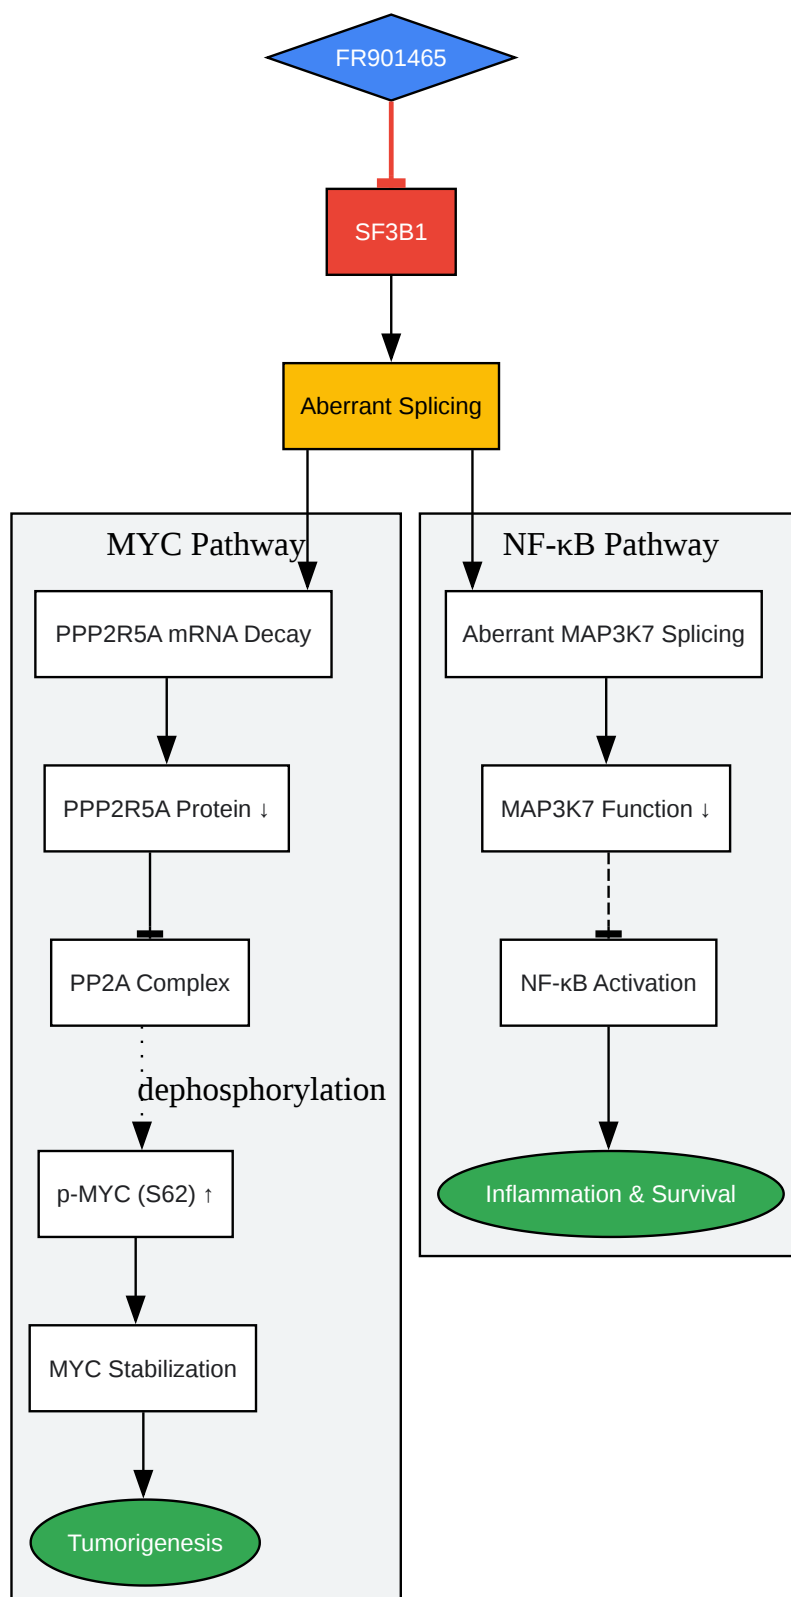 FR901465
SF3B1
Aberrant Splicing
MYC Pathway
PPP2R5A mRNA Decay
PPP2R5A Protein ↓
PP2A Complex
dephosphorylation
p-MYC (S62) ↑
MYC Stabilization
Tumorigenesis
NF-κB Pathway
Aberrant MAP3K7 Splicing
MAP3K7 Function ↓
NF-κB Activation
Inflammation & Survival